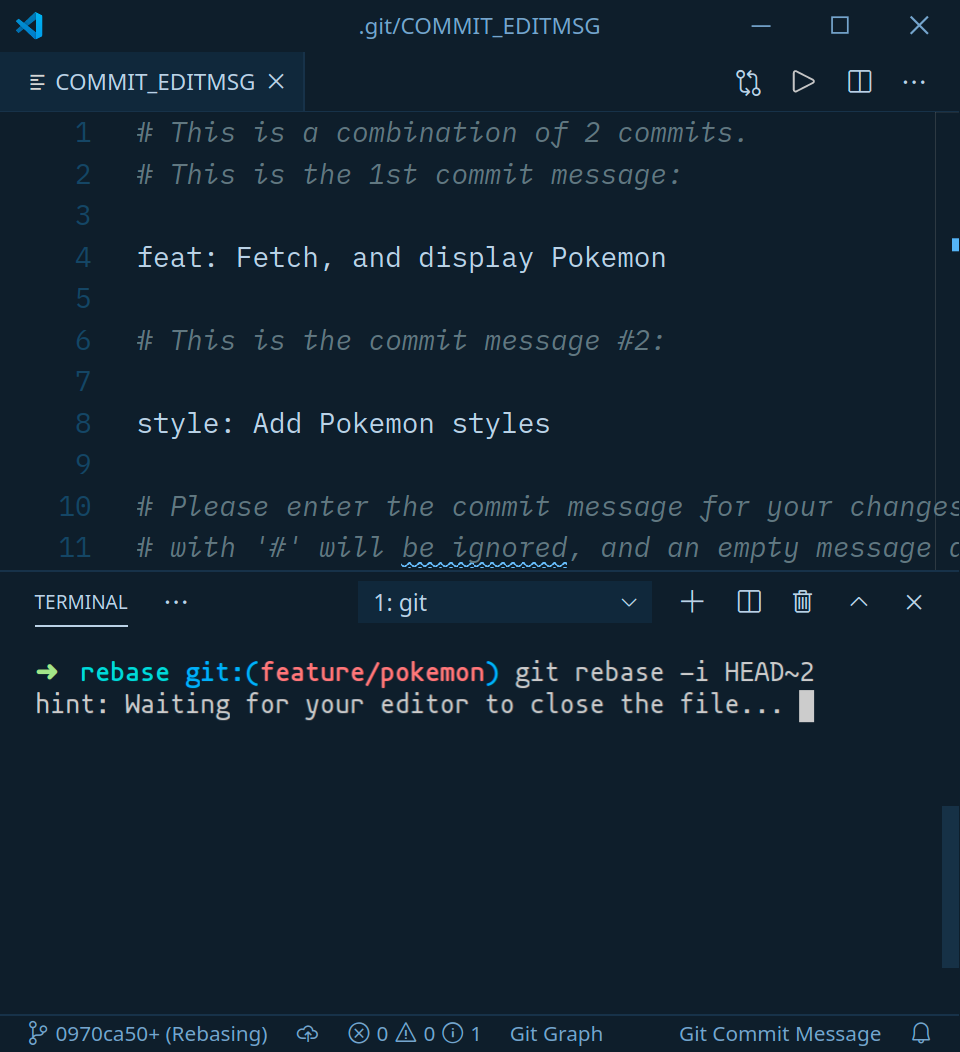 .git/COMMIT_EDITMSG
COMMIT_EDITMSG
1 # This is a combination of 2 commits.
2 # This is the 1st commit message:
3
4 feat: Fetch, and display Pokemon
5
6 # This is the commit message #2:
7
8 style: Add Pokemon styles
9
10 # Please enter the commit message for your changes
11 # with '#' will be ignored, and an empty message
TERMINAL 1: git
➜ rebase git:(feature/pokemon) git rebase -i HEAD~2
hint: Waiting for your editor to close the file...
0970ca50+ (Rebasing) 0 0 1 Git Graph Git Commit Message